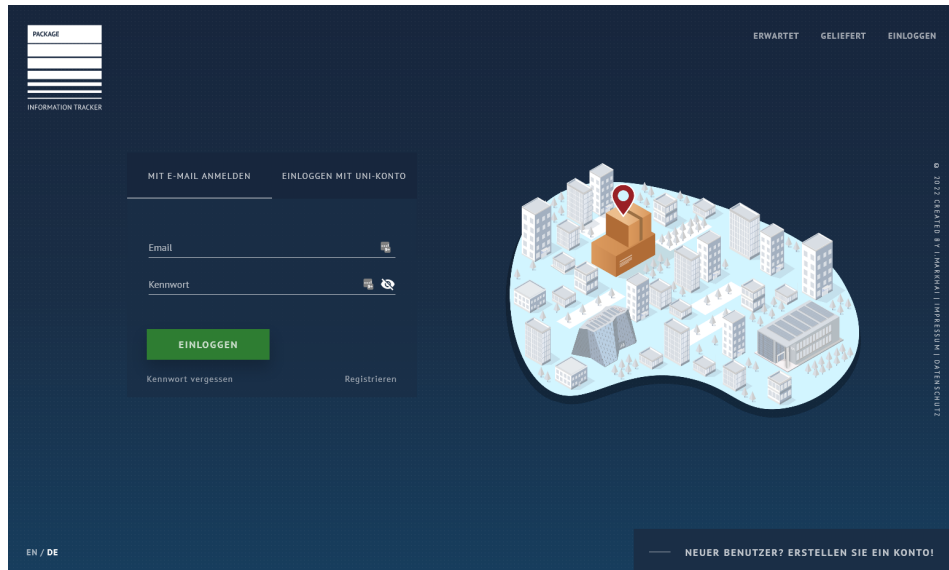 PACKAGE
INFORMATION TRACKER
ERWARTET
GELIEFERT
EINLOGGEN
MIT E-MAIL ANMELDEN
EINLOGGEN MIT UNI-KONTO
Email
Kennwort
EINLOGGEN
Kennwort vergessen
Registrieren
© 2022 CREATED BY I.MARKHAI | IMPRESSUM | DATENSCHUTZ
EN / DE
NEUER BENUTZER? ERSTELLEN SIE EIN KONTO!